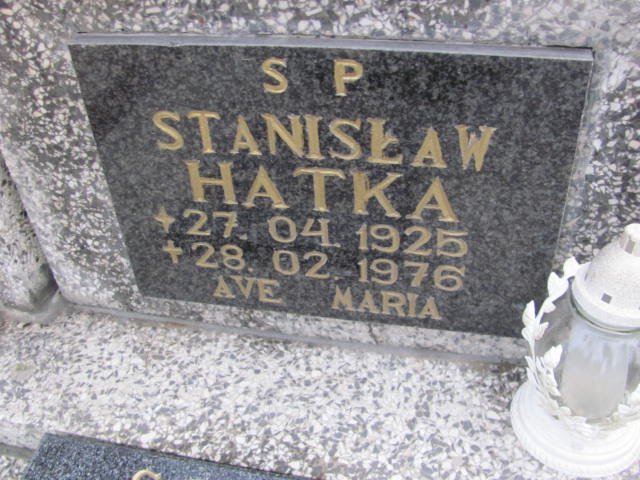 S P
STANISŁAW
HATKA
+27. 04. 1925
+28. 02. 1976
AVE MARIA